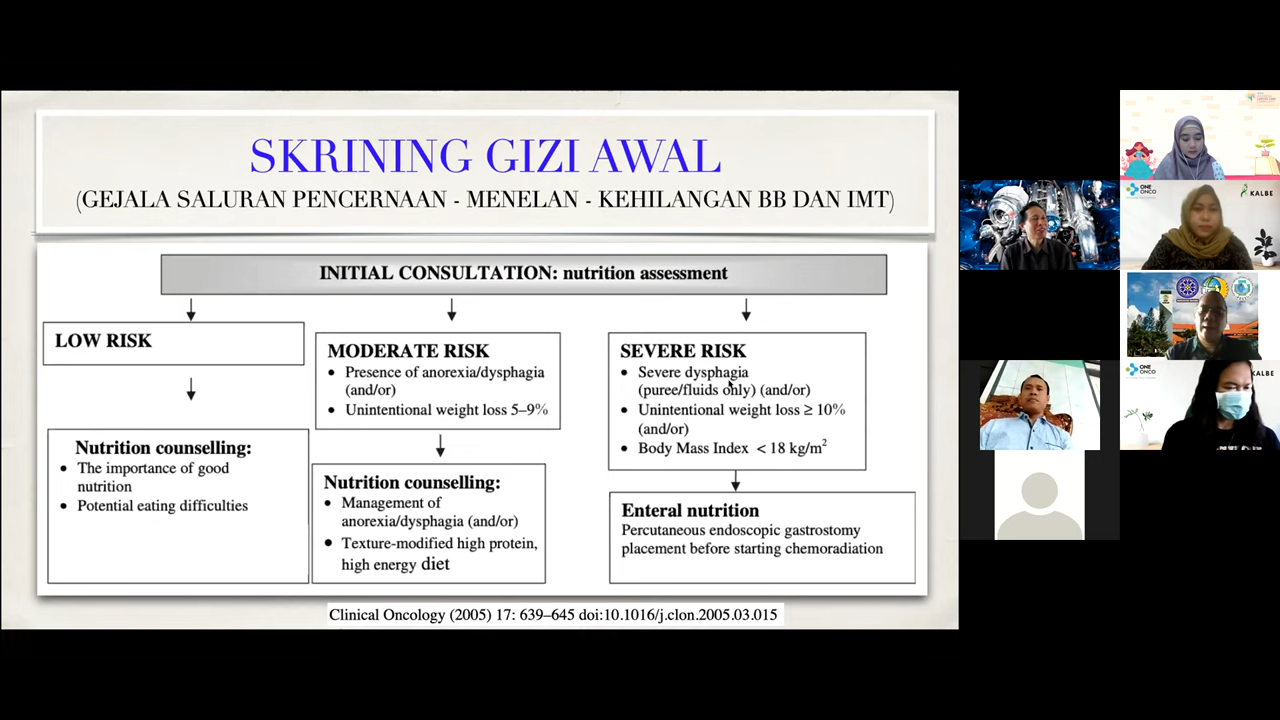 SKRINING GIZI AWAL
(GEJALA SALURAN PENCERNAAN - MENELAN - KEHILANGAN BB DAN IMT)
INITIAL CONSULTATION: nutrition assessment
LOW RISK
Nutrition counselling:
• The importance of good
nutrition
• Potential eating difficulties
MODERATE RISK
• Presence of anorexia/dysphagia
(and/or)
• Unintentional weight loss 5–9%
Nutrition counselling:
• Management of
anorexia/dysphagia (and/or)
• Texture-modified high protein,
high energy diet
SEVERE RISK
• Severe dysphagia
(puree/fluids only) (and/or)
• Unintentional weight loss ≥ 10%
(and/or)
• Body Mass Index < 18 kg/m²
Enteral nutrition
Percutaneous endoscopic gastrostomy
placement before starting chemoradiation
Clinical Oncology (2005) 17: 639–645 doi:10.1016/j.clon.2005.03.015
ONE
ONCO
KALBE
ONE
ONCO
KALBE